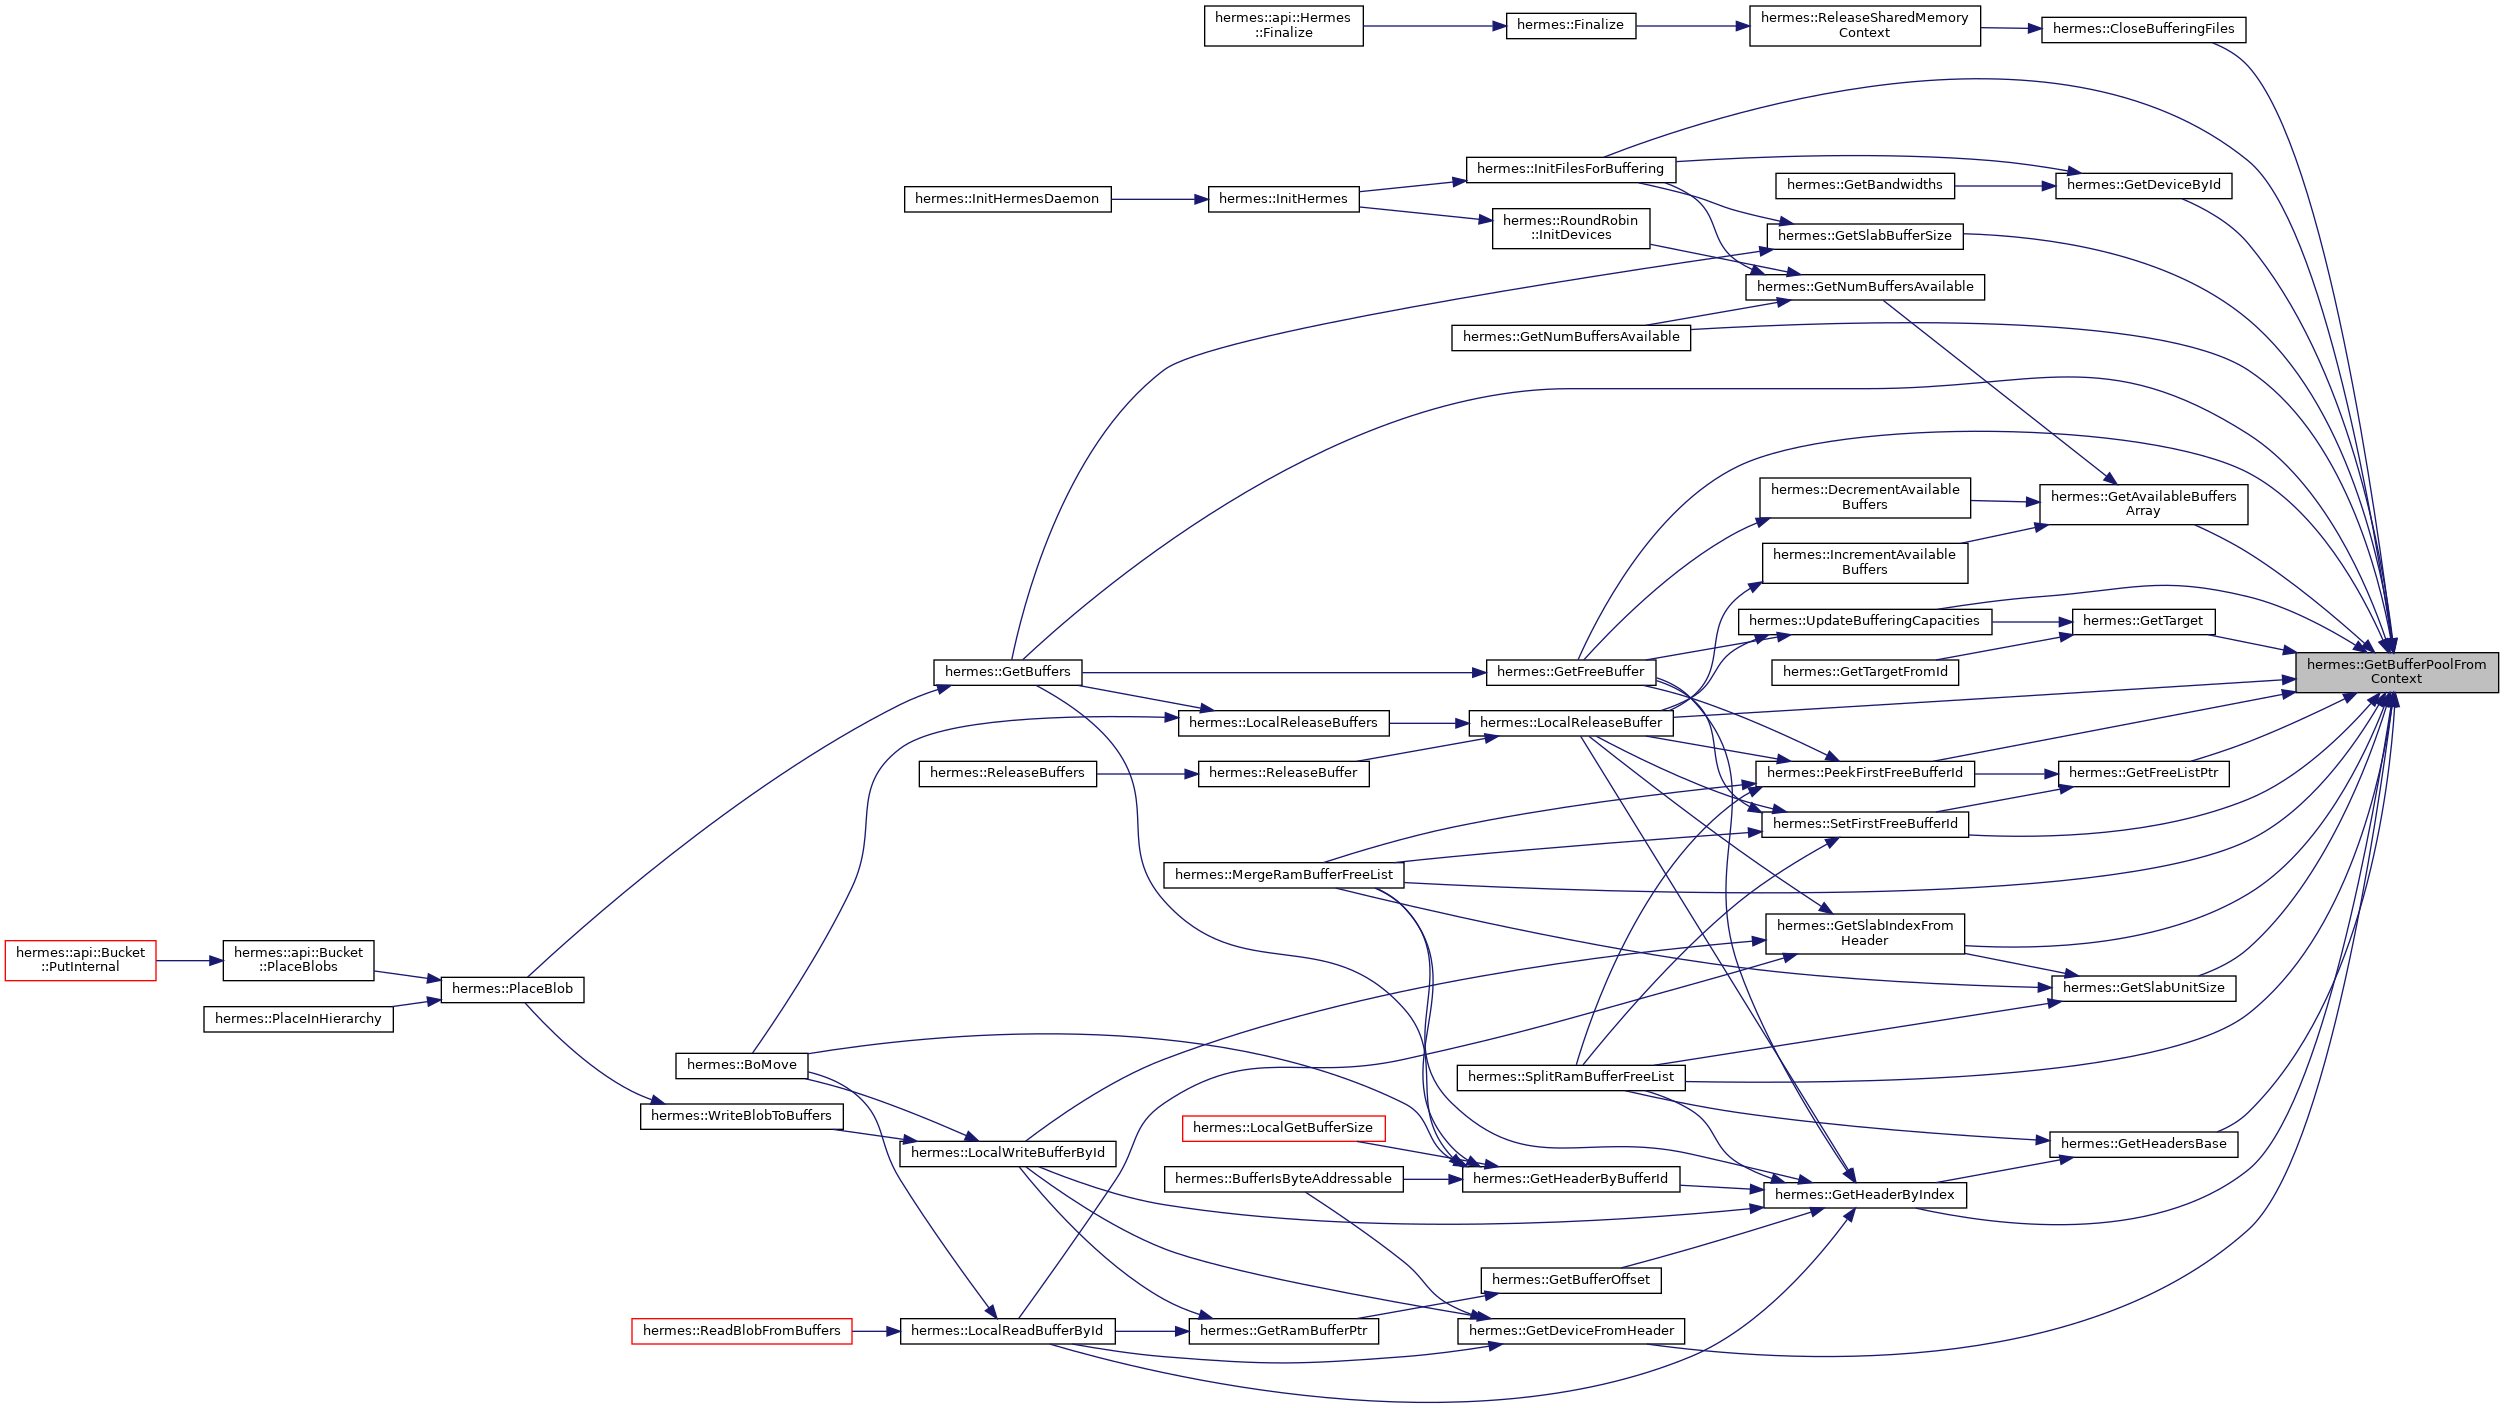 hermes::api::Hermes
::Finalize
hermes::Finalize
hermes::ReleaseSharedMemory
Context
hermes::CloseBufferingFiles
hermes::InitFilesForBuffering
hermes::GetBandwidths
hermes::GetDeviceById
hermes::InitHermesDaemon
hermes::InitHermes
hermes::RoundRobin
::InitDevices
hermes::GetSlabBufferSize
hermes::GetNumBuffersAvailable
hermes::GetNumBuffersAvailable
hermes::DecrementAvailable
Buffers
hermes::GetAvailableBuffers
Array
hermes::IncrementAvailable
Buffers
hermes::UpdateBufferingCapacities
hermes::GetTarget
hermes::GetBuffers
hermes::GetFreeBuffer
hermes::GetTargetFromId
hermes::GetBufferPoolFrom
Context
hermes::LocalReleaseBuffers
hermes::LocalReleaseBuffer
hermes::ReleaseBuffers
hermes::ReleaseBuffer
hermes::PeekFirstFreeBufferId
hermes::GetFreeListPtr
hermes::SetFirstFreeBufferId
hermes::MergeRamBufferFreeList
hermes::GetSlabIndexFrom
Header
hermes::api::Bucket
::PutInternal
hermes::api::Bucket
::PlaceBlobs
hermes::PlaceBlob
hermes::GetSlabUnitSize
hermes::PlaceInHierarchy
hermes::BoMove
hermes::SplitRamBufferFreeList
hermes::WriteBlobToBuffers
hermes::LocalGetBufferSize
hermes::GetHeadersBase
hermes::LocalWriteBufferById
hermes::BufferIsByteAddressable
hermes::GetHeaderByBufferId
hermes::GetHeaderByIndex
hermes::GetBufferOffset
hermes::ReadBlobFromBuffers
hermes::LocalReadBufferById
hermes::GetRamBufferPtr
hermes::GetDeviceFromHeader